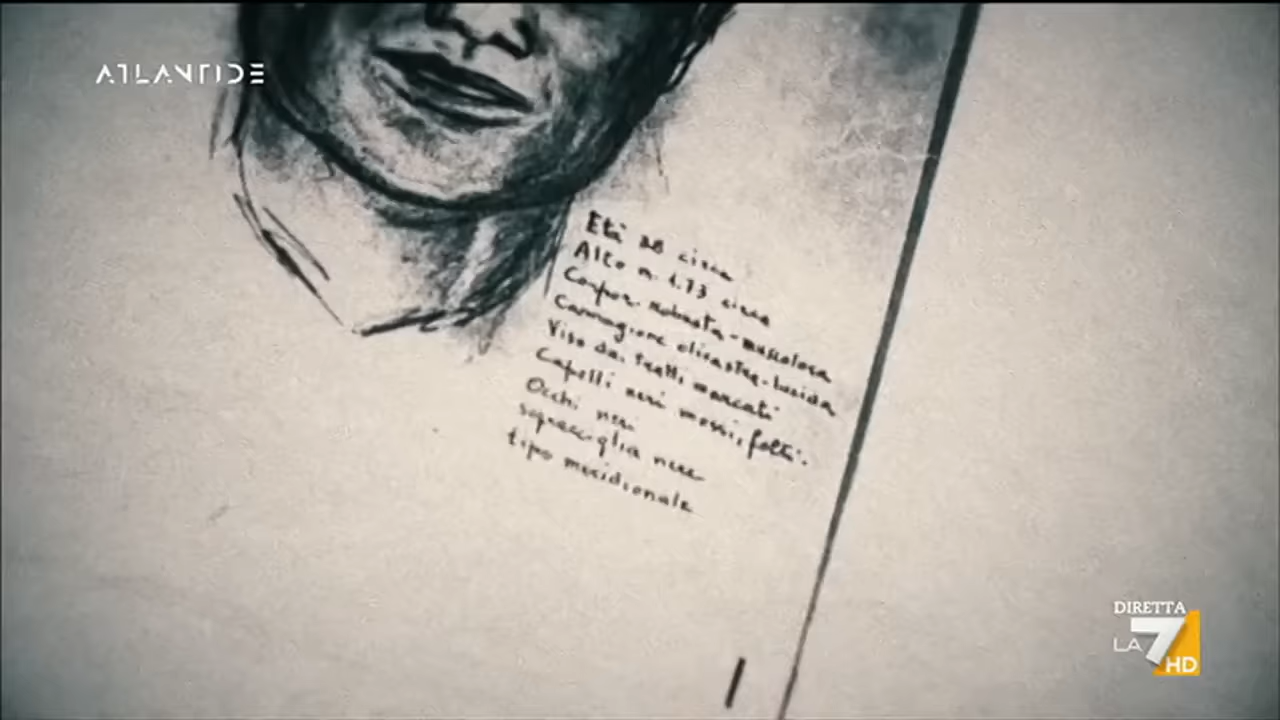 ATLANTIDE
Età 28 circa
Alto m. 1.73 circa
Corpor. robusta - muscolosa
Carnagione olivastra - lucida
Viso dai tratti marcati
Capelli neri mossi, folti.
Occhi neri
sopracciglia nere
tipo meridionale
DIRETTA
LA7
HD